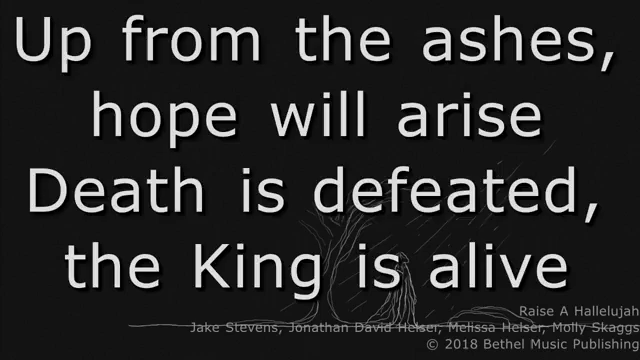 Up from the ashes,
hope will arise
Death is defeated,
the King is alive
Raise A Hallelujah
Jake Stevens, Jonathan David Helser, Melissa Helser, Molly Skaggs
© 2018 Bethel Music Publishing